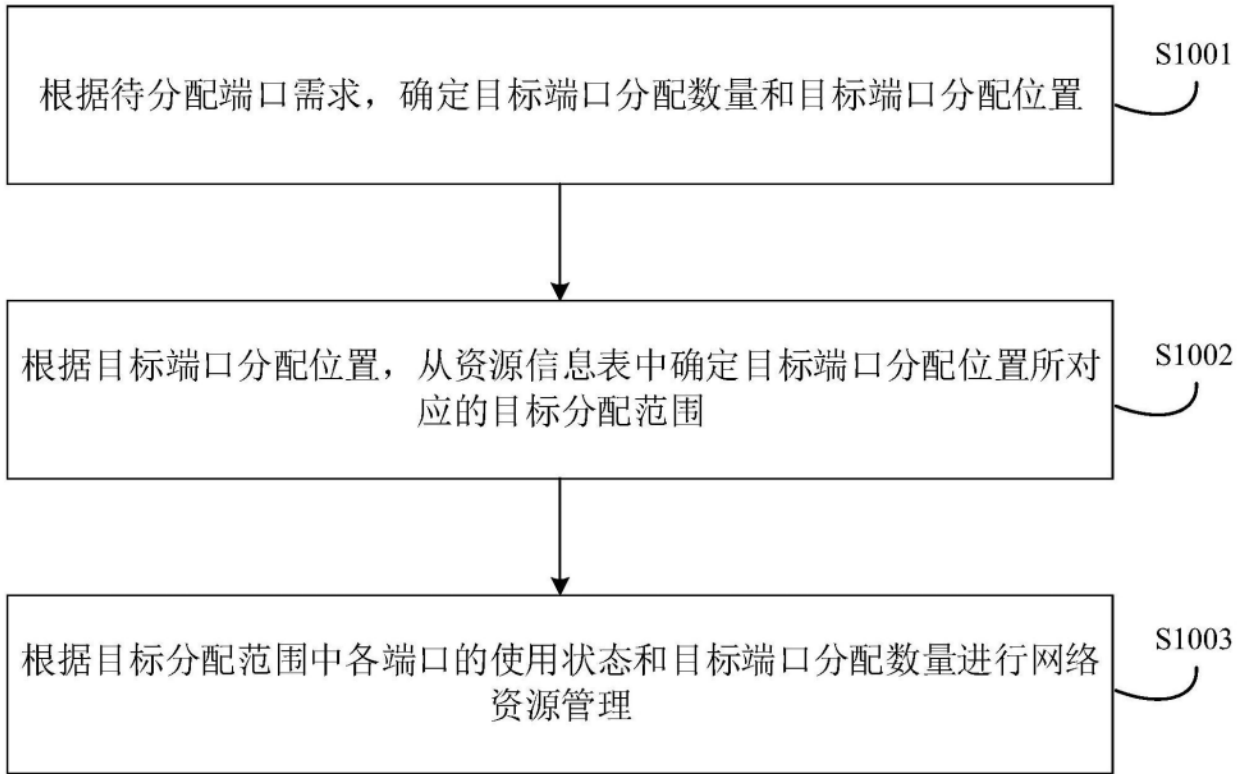 根据待分配端口需求，确定目标端口分配数量和目标端口分配位置
S1001
根据目标端口分配位置，从资源信息表中确定目标端口分配位置所对
应的目标分配范围
S1002
根据目标分配范围中各端口的使用状态和目标端口分配数量进行网络
资源管理
S1003